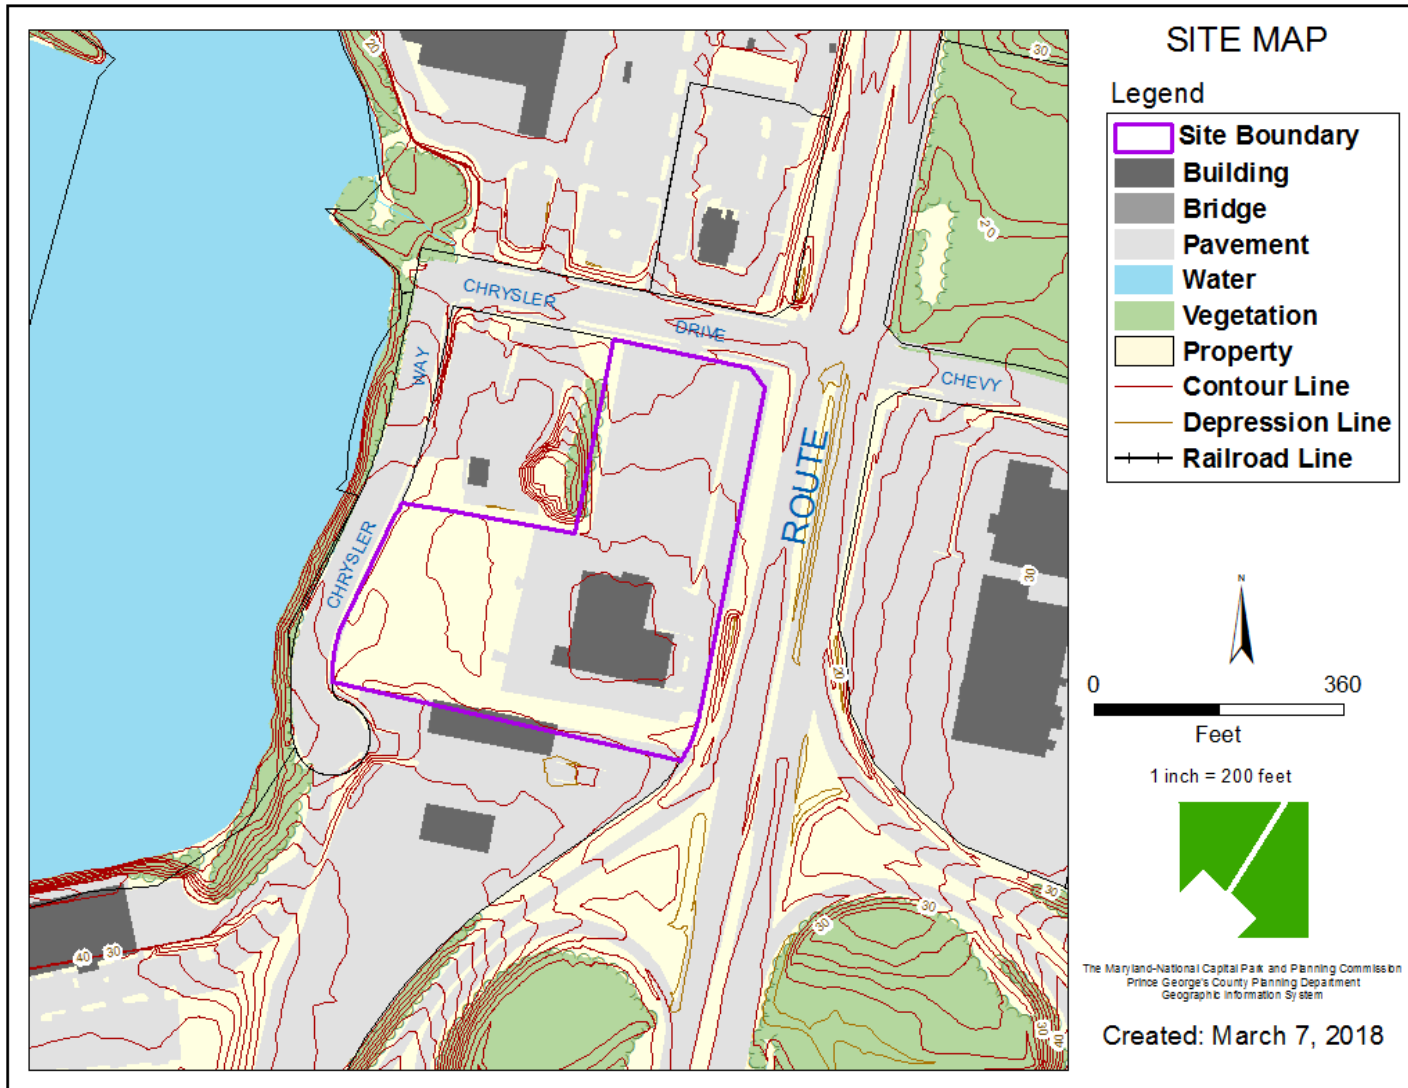 SITE MAP
Legend
Site Boundary
Building
Bridge
Pavement
Water
Vegetation
Property
Contour Line
Depression Line
Railroad Line
20
30
20
CHRYSLER
DRIVE
WAY
CHEVY
ROUTE
CHRYSLER
30
20
30
30
30
40
30
30
40
N
0 360
Feet
1 inch = 200 feet
The Maryland-National Capital Park and Planning Commission
Prince George's County Planning Department
Geographic Information System
Created: March 7, 2018